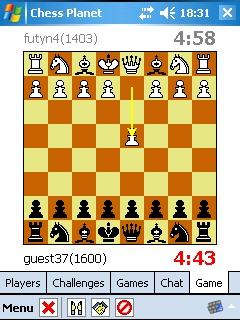 Chess Planet 18:31
futyn4(1403) 4:58
guest37(1600) 4:43
Players Challenges Games Chat Game
Menu